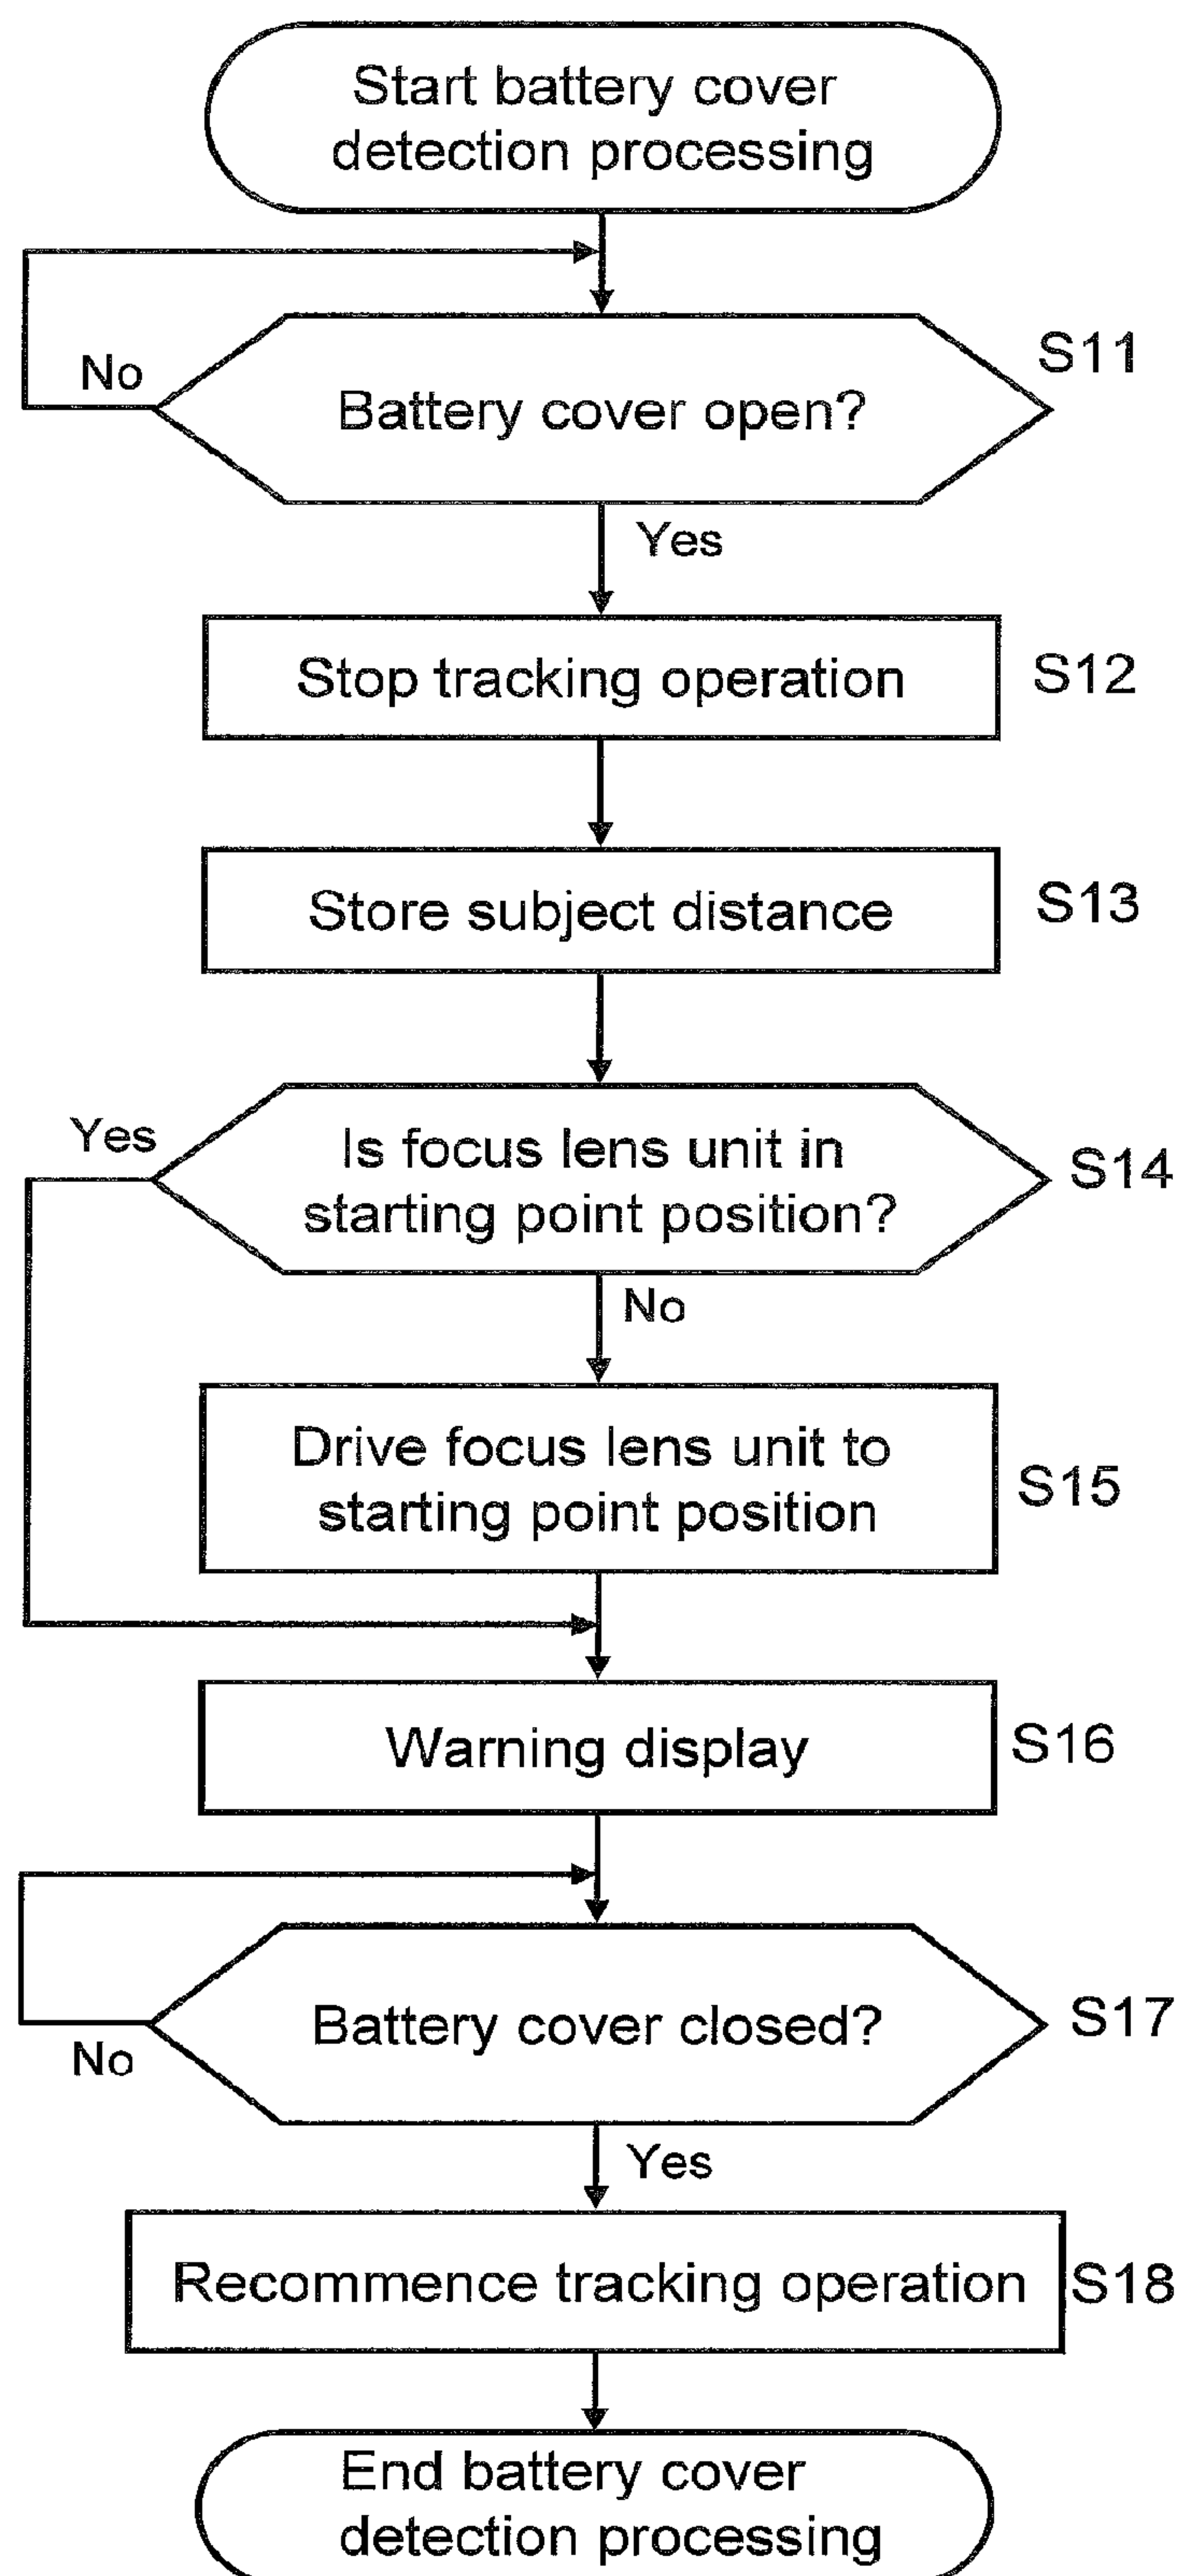 Start battery cover
detection processing
No
S11
Battery cover open?
Yes
Stop tracking operation
S12
Store subject distance
S13
Yes
Is focus lens unit in
starting point position?
S14
No
Drive focus lens unit to
starting point position
S15
Warning display
S16
Battery cover closed?
S17
No
Yes
Recommence tracking operation
S18
End battery cover
detection processing